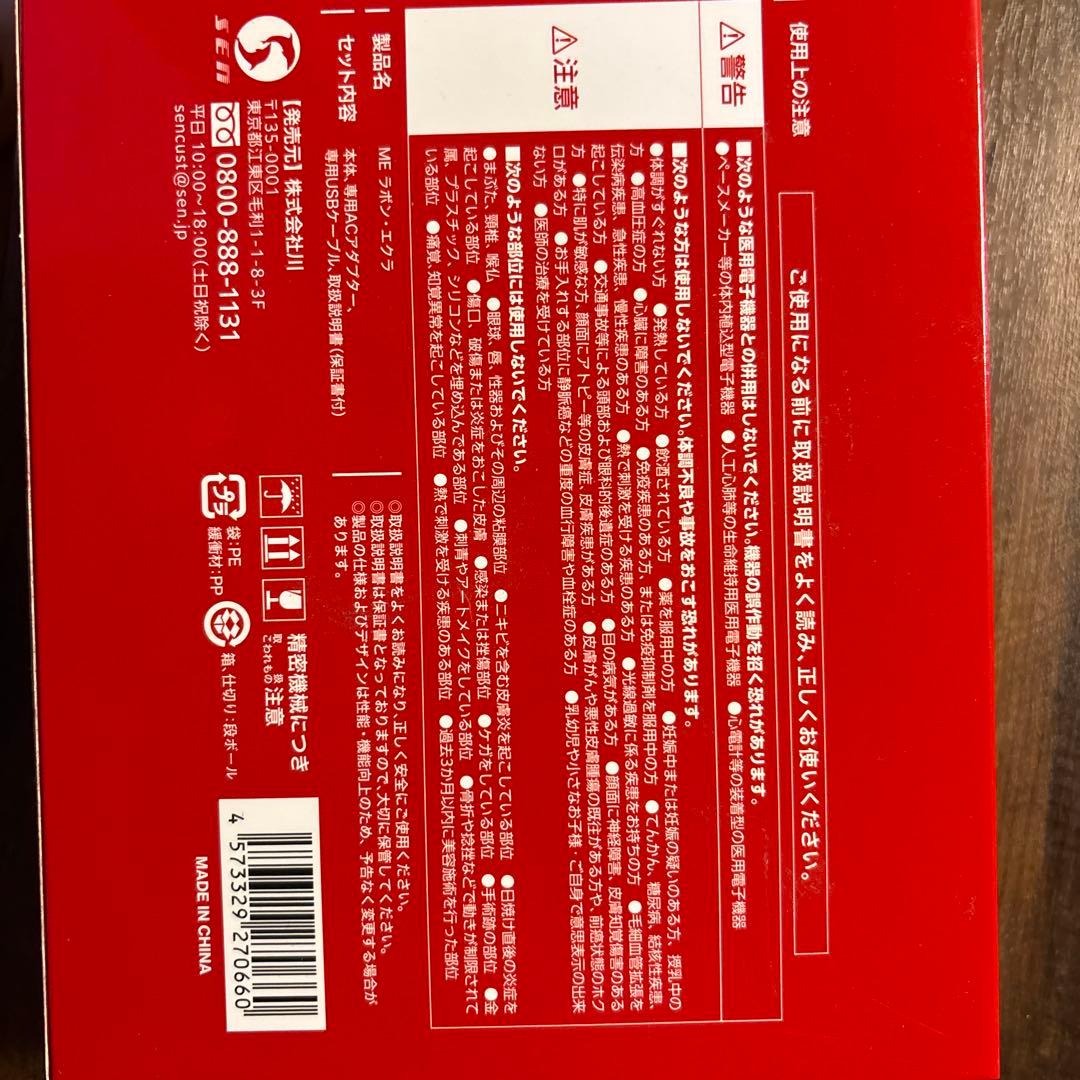 使用上の注意
ご使用になる前に取扱説明書をよく読み、正しくお使いください。
⚠警告
■次のような医用電子機器との併用はしないでください。機器の誤作動を招く恐れがあります。
●ペースメーカー等の体内植込型電子機器 ●人工心肺等の生命維持用医用電子機器 ●心電計等の装着型の医用電子機器
⚠注意
■次のような方は使用しないでください。体調不良や事故をおこす恐れがあります。
●体調がすぐれない方 ●発熱している方 ●飲酒されている方 ●薬を服用中の方 ●妊娠中または妊娠の疑いのある方、授乳中の
方 ●高血圧症の方 ●心臓に障害のある方 ●免疫疾患のある方、または免疫抑制剤を服用中の方 ●てんかん、糖尿病、結核性疾患、
伝染病疾患、急性疾患、慢性疾患のある方 ●熱で刺激を受ける疾患のある方 ●光線過敏に係る疾患をお持ちの方 ●毛細血管拡張を
起こしている方 ●交通事故等による頭部および眼科的後遺症のある方 ●目の病気がある方 ●顔面に神経障害、皮膚知覚傷害のある
方 ●特に肌が敏感な方、顔面にアトピー等の皮膚症、皮膚疾患がある方 ●皮膚がんや悪性皮膚腫瘍の既往がある方や、前癌状態のホク
ロがある方 ●お手入れする部位に静脈癌などの重度の血行障害や血栓症のある方 ●乳幼児や小さなお子様・ご自身で意思表示の出来
ない方 ●医師の治療を受けている方
■次のような部位には使用しないでください。
●まぶた、頸椎、喉仏 ●眼球、唇、性器およびその周辺の粘膜部位 ●ニキビを含む皮膚炎を起こしている部位 ●日焼け直後の炎症を
起こしている部位 ●傷口、破傷または炎症をおこした皮膚 ●感染または挫傷部位 ●ケガをしている部位 ●手術跡の部位 ●金
属、プラスチック、シリコンなどを埋め込んである部位 ●刺青やアートメイクをしている部位 ●骨折や捻挫などで動きが制限されて
いる部位 ●痛覚、知覚異常を起こしている部位 ●熱で刺激を受ける疾患のある部位 ●過去3か月以内に美容施術を行った部位
製品名 ME ラボン・エクラ
セット内容 本体、専用ACアダプター、
専用USBケーブル、取扱説明書(保証書付)
◎取扱説明書をよくお読みになり、正しく安全にご使用ください。
◎取扱説明書は保証書となっておりますので、大切に保管してください。
◎製品の仕様およびデザインは性能・機能向上のため、予告なく変更する場合が
あります。
sen
【発売元】株式会社川
〒135-0001
東京都江東区毛利1-1-8-3F
0800-888-1131
平日 10:00~18:00(土日祝除く)
sencust@sen.jp
精密機械につき
取扱注意
こわれもの
プラ
袋:PE
緩衝材:PP
箱、仕切り:段ボール
4 573329 270660
MADE IN CHINA